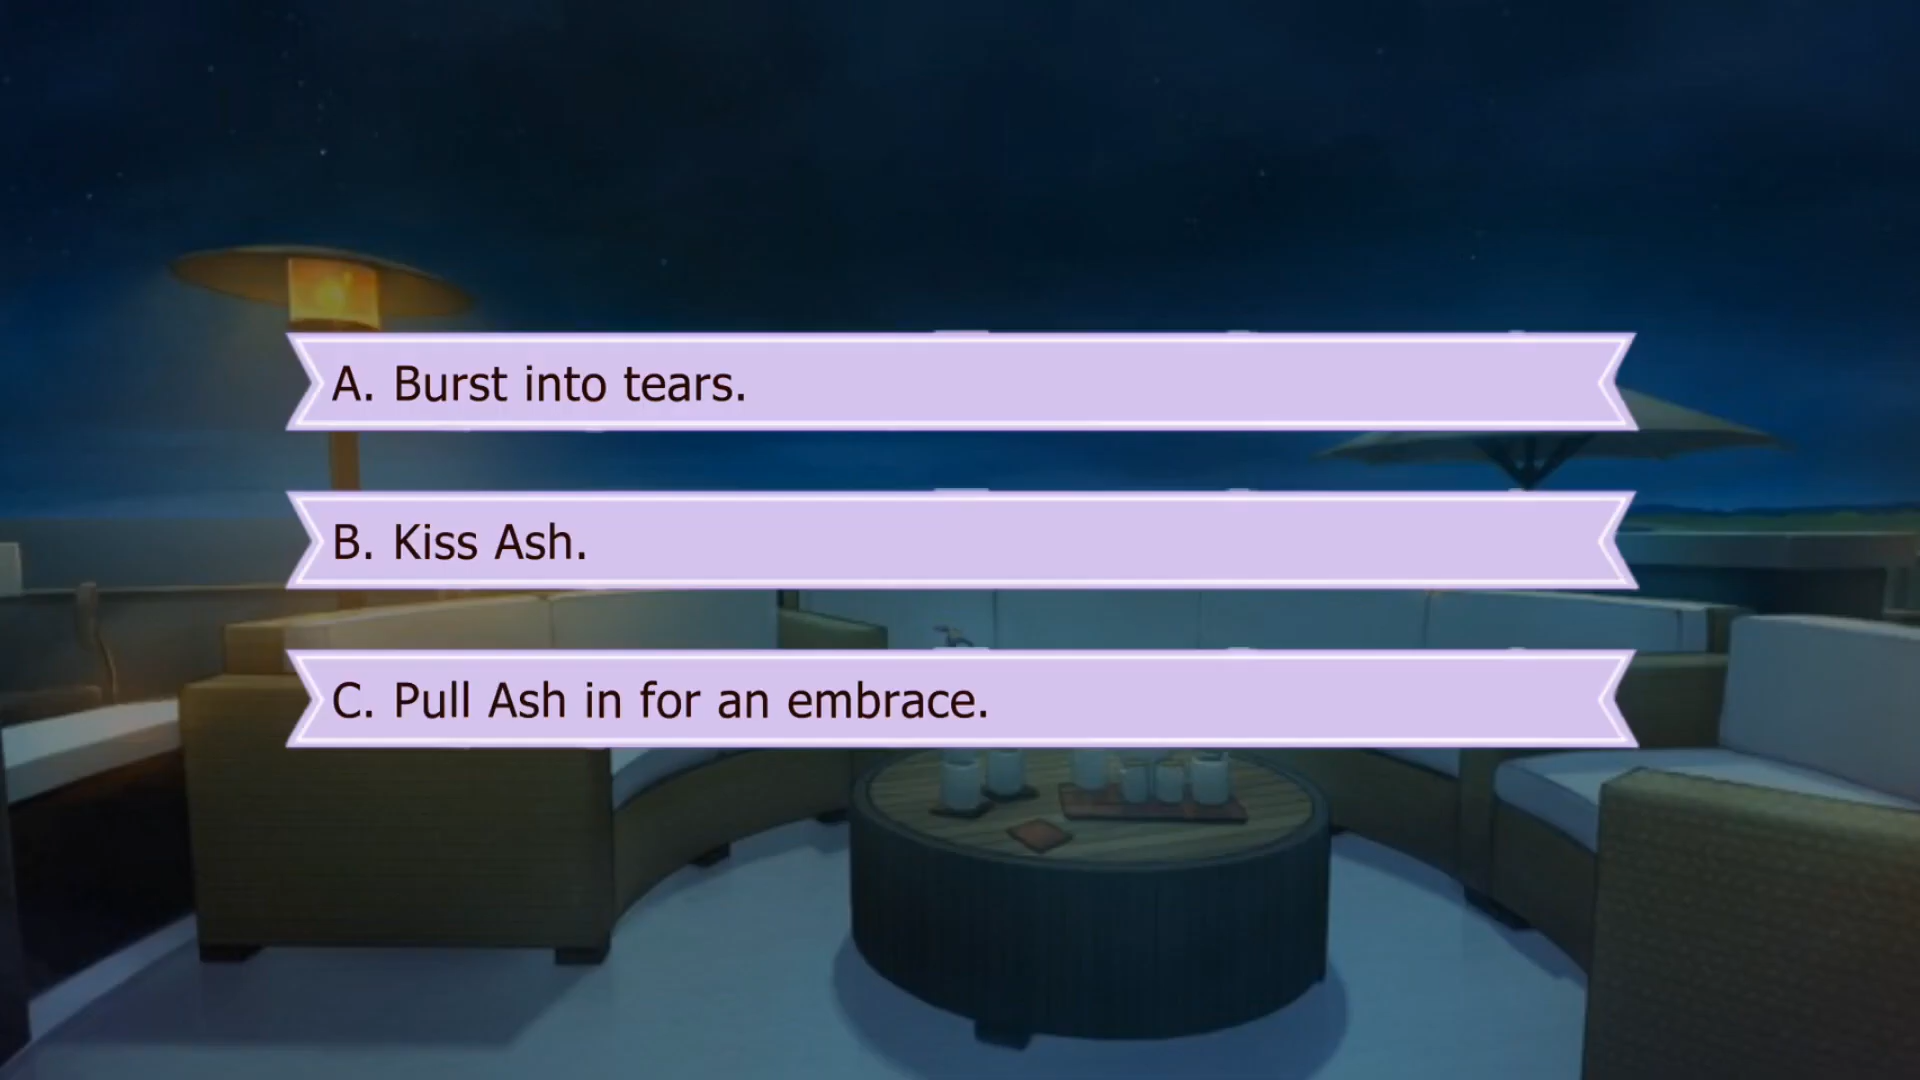 A. Burst into tears.
B. Kiss Ash.
C. Pull Ash in for an embrace.